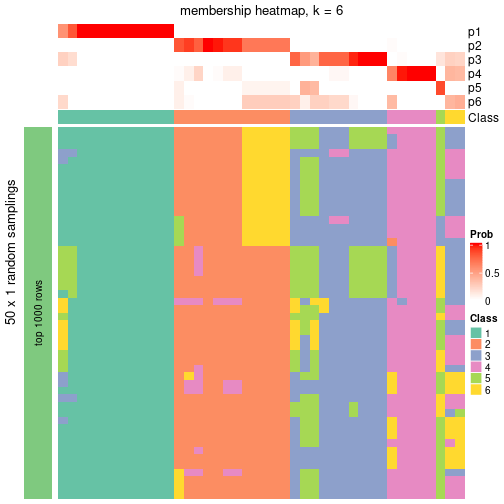 membership heatmap, k = 6
p1
p2
p3
p4
p5
p6
Class
50 x 1 random samplings
top 1000 rows
Prob
1
0.5
0
Class
1
2
3
4
5
6